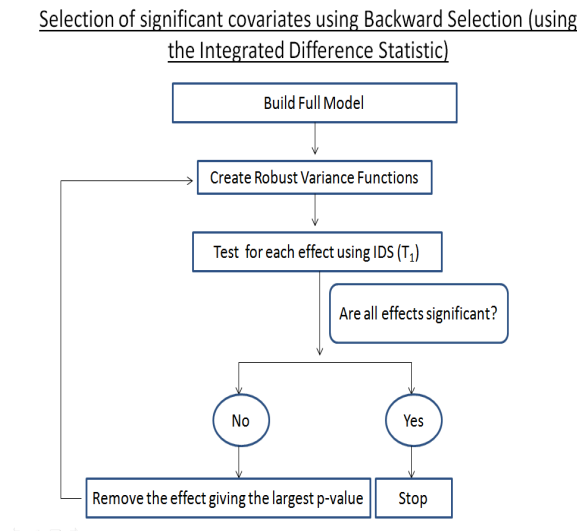 Selection of significant covariates using Backward Selection (using
the Integrated Difference Statistic)
Build Full Model
Create Robust Variance Functions
Test for each effect using IDS (T₁)
Are all effects significant?
No
Yes
Remove the effect giving the largest p-value
Stop